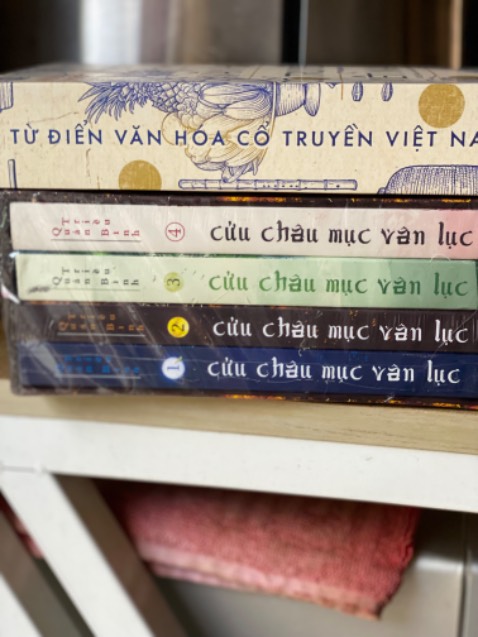 TỪ ĐIỂN VĂN HÓA CỔ TRUYỀN VIỆT NA
4 cửu châu mục vân lục
3 cửu châu mục vân lục
2 cửu châu mục vân lục
1 cửu châu mục vân lục